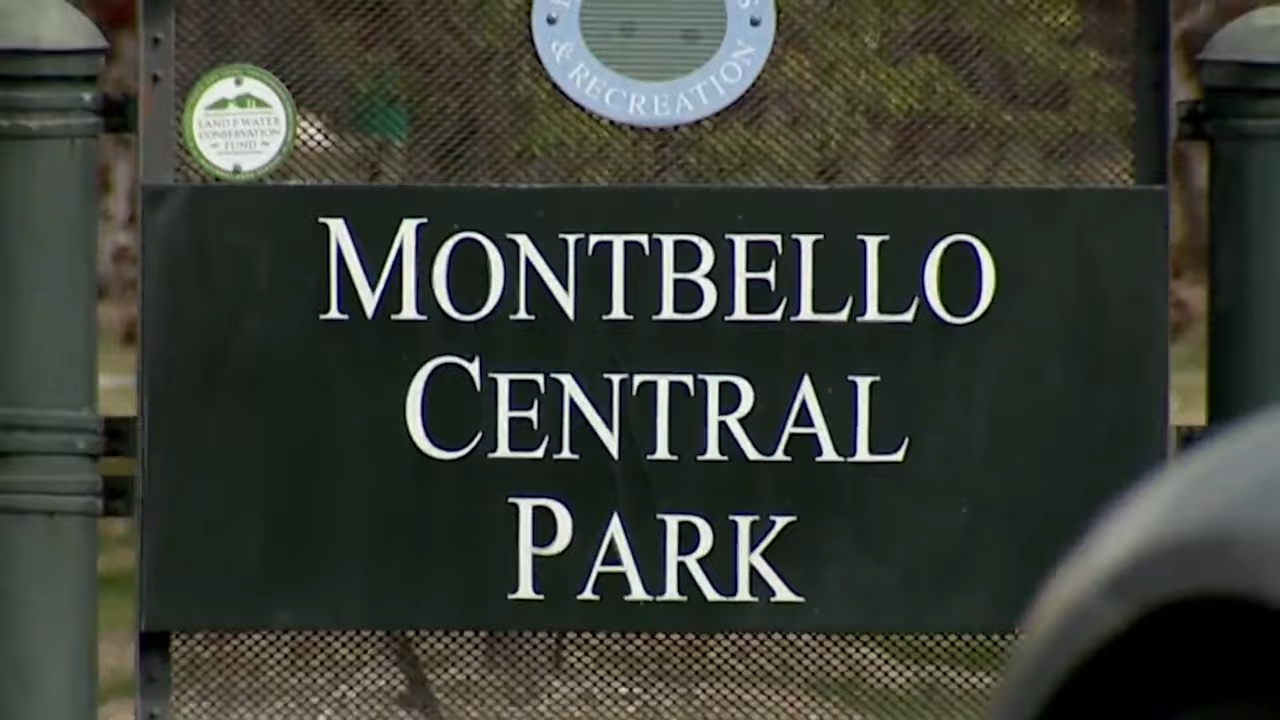 & RECREATION
LAND & WATER
CONSERVATION
FUND
MONTBELLO
CENTRAL
PARK